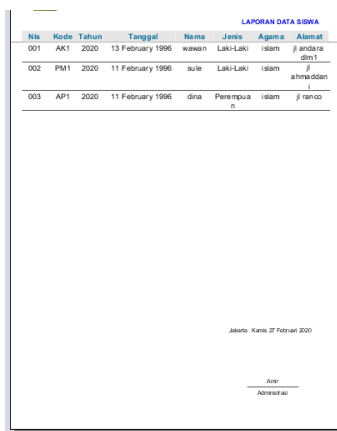 LAPORAN DATA SISWA
Nis Kode Tahun Tanggal Nama Jenis Agama Alamat
001 AK1 2020 13 February 1996 wawan Laki-Laki islam jl andara
dlm1
002 PM1 2020 11 February 1996 sule Laki-Laki islam jl
ahmaddan
i
003 AP1 2020 11 February 1996 dina Perempua islam jl ranco
n
Jakarta Kamis 27 Februari 2020
Amir
Administrasi